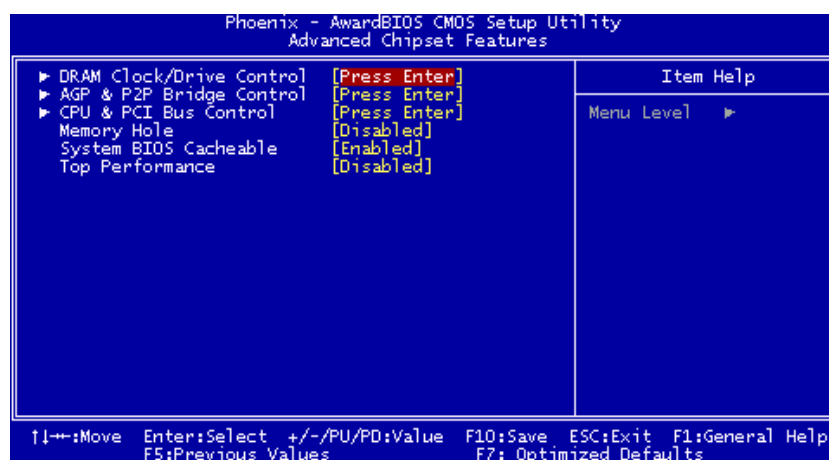 Phoenix - AwardBIOS CMOS Setup Utility
Advanced Chipset Features
► DRAM Clock/Drive Control [Press Enter]
► AGP & P2P Bridge Control [Press Enter]
► CPU & PCI Bus Control [Press Enter]
Memory Hole [Disabled]
System BIOS Cacheable [Enabled]
Top Performance [Disabled]
Item Help
Menu Level ►
↑↓→←:Move Enter:Select +/-/PU/PD:Value F10:Save ESC:Exit F1:General Help
F5:Previous Values F7: Optimized Defaults